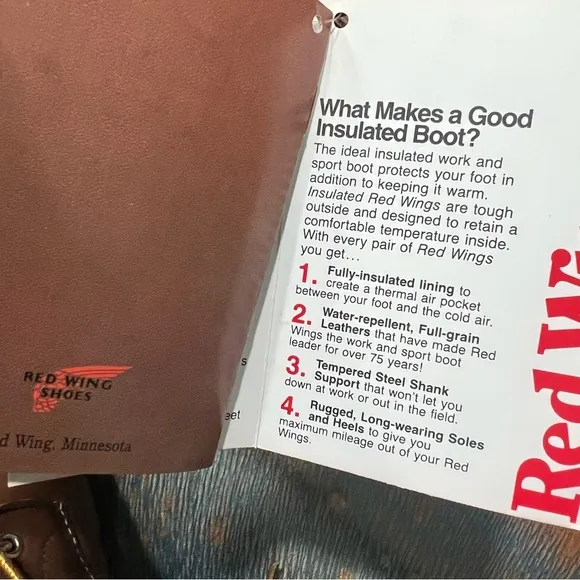 RED WING
SHOES
d Wing, Minnesota
s
eet
What Makes a Good
Insulated Boot?
The ideal insulated work and
sport boot protects your foot in
addition to keeping it warm.
Insulated Red Wings are tough
outside and designed to retain a
comfortable temperature inside.
With every pair of Red Wings
you get...
1. Fully-insulated lining to
create a thermal air pocket
between your foot and the cold air.
2. Water-repellent, Full-grain
Leathers that have made Red
Wings the work and sport boot
leader for over 75 years!
3. Tempered Steel Shank
Support that won't let you
down at work or out in the field.
4. Rugged, Long-wearing Soles
and Heels to give you
maximum mileage out of your Red
Wings.
Red Wi